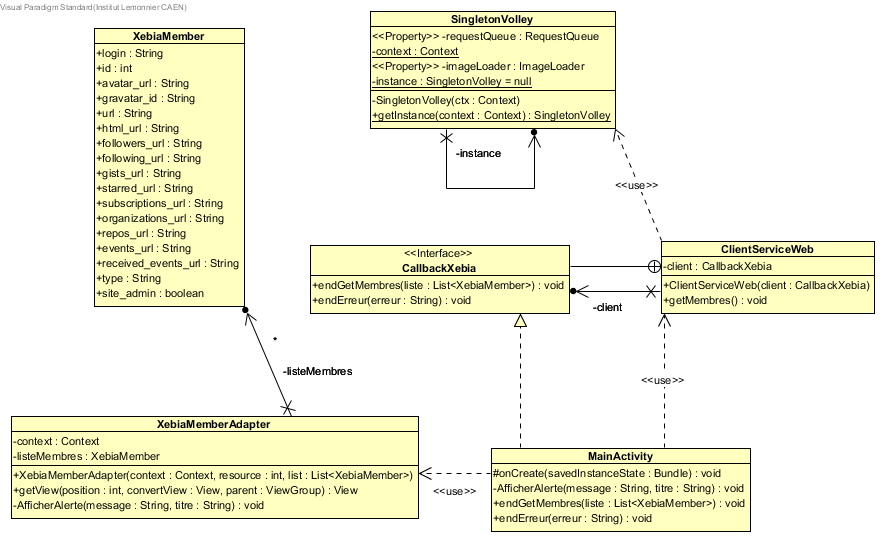 Visual Paradigm Standard(Institut Lemonnier CAEN)
XebiaMember
+login : String
+id : int
+avatar_url : String
+gravatar_id : String
+url : String
+html_url : String
+followers_url : String
+following_url : String
+gists_url : String
+starred_url : String
+subscriptions_url : String
+organizations_url : String
+repos_url : String
+events_url : String
+received_events_url : String
+type : String
+site_admin : boolean
SingletonVolley
<<Property>> -requestQueue : RequestQueue
-context : Context
<<Property>> -imageLoader : ImageLoader
-instance : SingletonVolley = null
-SingletonVolley(ctx : Context)
+getInstance(context : Context) : SingletonVolley
-instance
<<use>>
<<Interface>>
CallbackXebia
+endGetMembres(liste : List<XebiaMember>) : void
+endErreur(erreur : String) : void
ClientServiceWeb
-client : CallbackXebia
+ClientServiceWeb(client : CallbackXebia)
+getMembres() : void
-client
*
-listeMembres
<<use>>
XebiaMemberAdapter
-context : Context
-listeMembres : XebiaMember
+XebiaMemberAdapter(context : Context, resource : int, list : List<XebiaMember>)
+getView(position : int, convertView : View, parent : ViewGroup) : View
-AfficherAlerte(message : String, titre : String) : void
<<use>>
MainActivity
#onCreate(savedInstanceState : Bundle) : void
-AfficherAlerte(message : String, titre : String) : void
+endGetMembres(liste : List<XebiaMember>) : void
+endErreur(erreur : String) : void